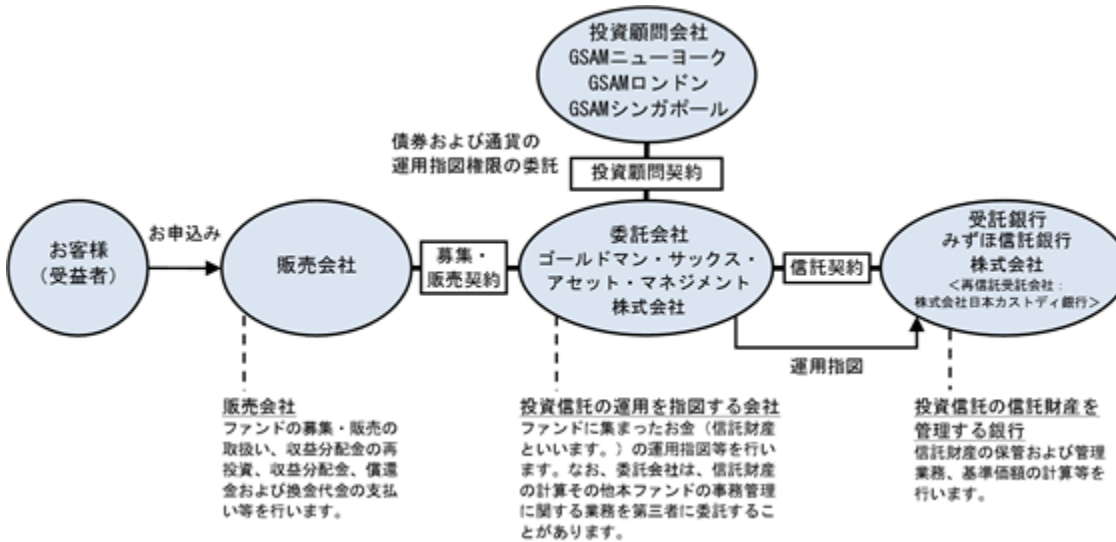 投資顧問会社
GSAMニューヨーク
GSAMロンドン
GSAMシンガポール
債券および通貨の
運用指図権限の委託
投資顧問契約
お客様
（受益者）
お申込み
販売会社
募集・
販売契約
委託会社
ゴールドマン・サックス・
アセット・マネジメント
株式会社
信託契約
受託銀行
みずほ信託銀行
株式会社
＜再信託受託会社：
株式会社日本カストディ銀行＞
運用指図
販売会社
ファンドの募集・販売の
取扱い、収益分配金の再
投資、収益分配金、償還
金および換金代金の支払
い等を行います。
投資信託の運用を指図する会社
ファンドに集まったお金（信託財産
といいます。）の運用指図等を行い
ます。なお、委託会社は、信託財産
の計算その他本ファンドの事務管理
に関する業務を第三者に委託するこ
とがあります。
投資信託の信託財産を
管理する銀行
信託財産の保管および管理
業務、基準価額の計算等を
行います。